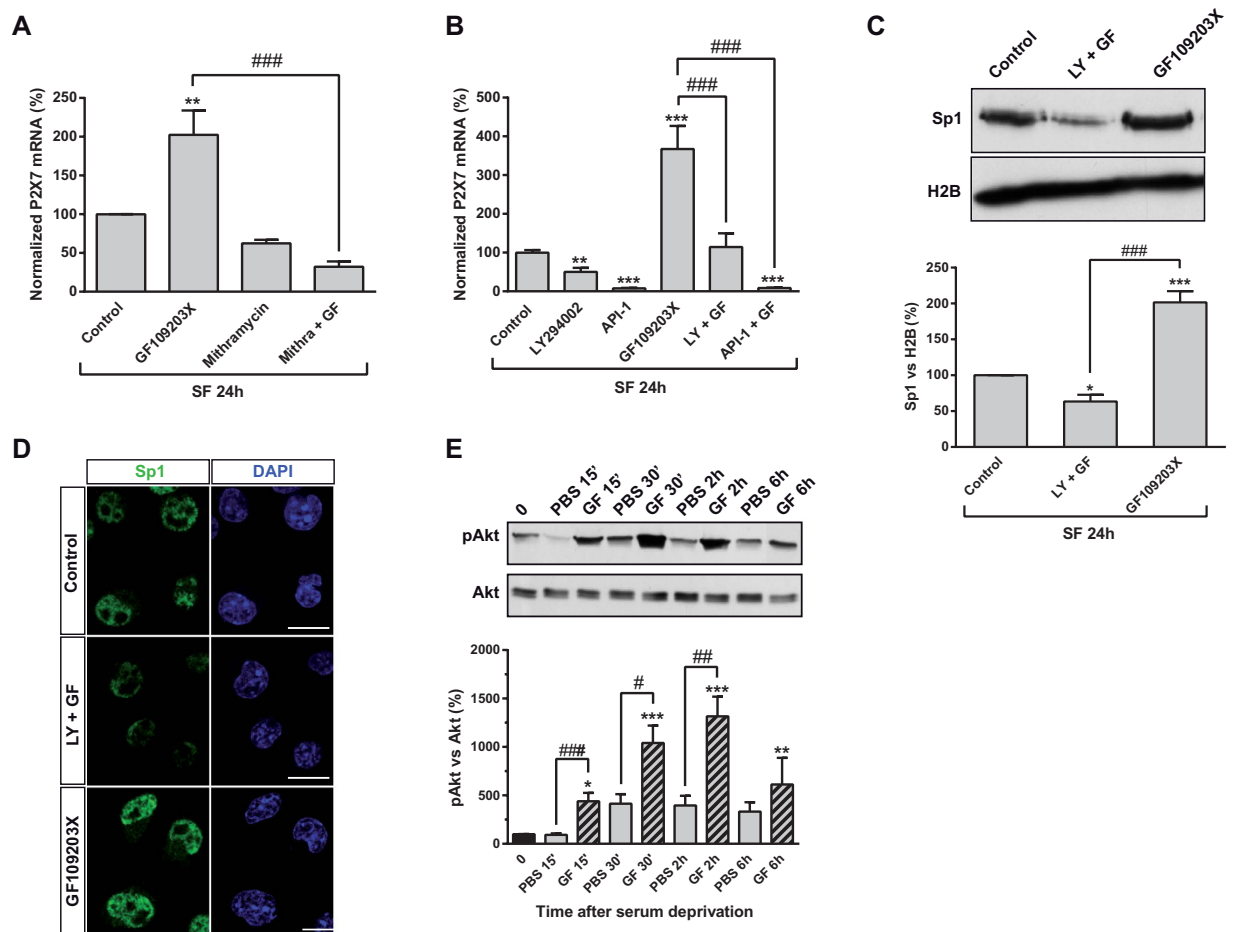 A
###
**
Normalized P2X7 mRNA (%)
250
200
150
100
50
0
Control
GF109203X
Mithramycin
Mithra + GF
SF 24h
B
###
###
***
**
***
***
Normalized P2X7 mRNA (%)
500
400
300
200
100
0
Control
LY294002
API-1
GF109203X
LY + GF
API-1 + GF
SF 24h
C
Control
LY + GF
GF109203X
Sp1
H2B
###
***
*
Sp1 vs H2B (%)
250
200
150
100
50
0
Control
LY + GF
GF109203X
SF 24h
D
Sp1
DAPI
Control
LY + GF
GF109203X
E
0
PBS 15'
GF 15'
PBS 30'
GF 30'
PBS 2h
GF 2h
PBS 6h
GF 6h
pAkt
Akt
pAkt vs Akt (%)
2000
1500
1000
500
0
###
*
#
***
##
***
**
0
PBS 15'
GF 15'
PBS 30'
GF 30'
PBS 2h
GF 2h
PBS 6h
GF 6h
Time after serum deprivation